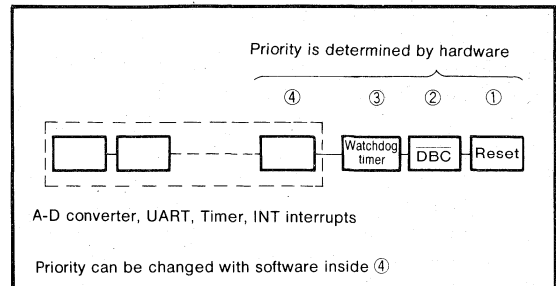 Priority is determined by hardware
④ ③ ② ①
Watchdog
timer
DBC
Reset
A-D converter, UART, Timer, INT interrupts
Priority can be changed with software inside ④